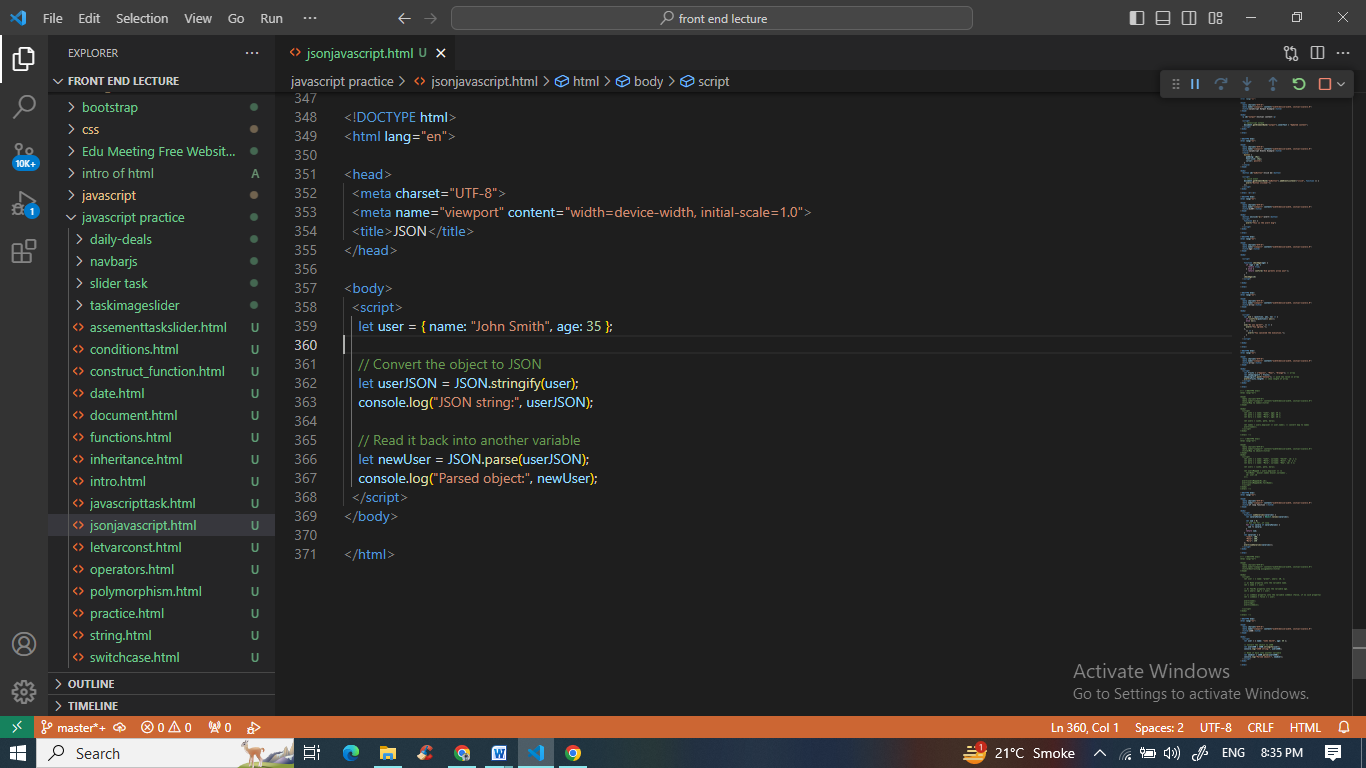 File Edit Selection View Go Run ··· front end lecture
EXPLORER ···
FRONT END LECTURE
bootstrap
css
Edu Meeting Free Websit...
intro of html A
javascript
javascript practice
daily-deals
navbarjs
slider task
taskimageslider
assementtaskslider.html U
conditions.html U
construct_function.html U
date.html U
document.html U
functions.html U
inheritance.html U
intro.html U
javascripttask.html U
jsonjavascript.html U
letvarconst.html U
operators.html U
polymorphism.html U
practice.html U
string.html U
switchcase.html U
OUTLINE
TIMELINE
10K+
1
jsonjavascript.html U
javascript practice > jsonjavascript.html > html > body > script
347
348 <!DOCTYPE html>
349 <html lang="en">
350
351 <head>
352 <meta charset="UTF-8">
353 <meta name="viewport" content="width=device-width, initial-scale=1.0">
354 <title>JSON</title>
355 </head>
356
357 <body>
358 <script>
359 let user = { name: "John Smith", age: 35 };
360
361 // Convert the object to JSON
362 let userJSON = JSON.stringify(user);
363 console.log("JSON string:", userJSON);
364
365 // Read it back into another variable
366 let newUser = JSON.parse(userJSON);
367 console.log("Parsed object:", newUser);
368 </script>
369 </body>
370
371 </html>
Activate Windows
Go to Settings to activate Windows.
master*+ 0 0 0 Ln 360, Col 1 Spaces: 2 UTF-8 CRLF HTML
Search 1 21°C Smoke ENG 8:35 PM